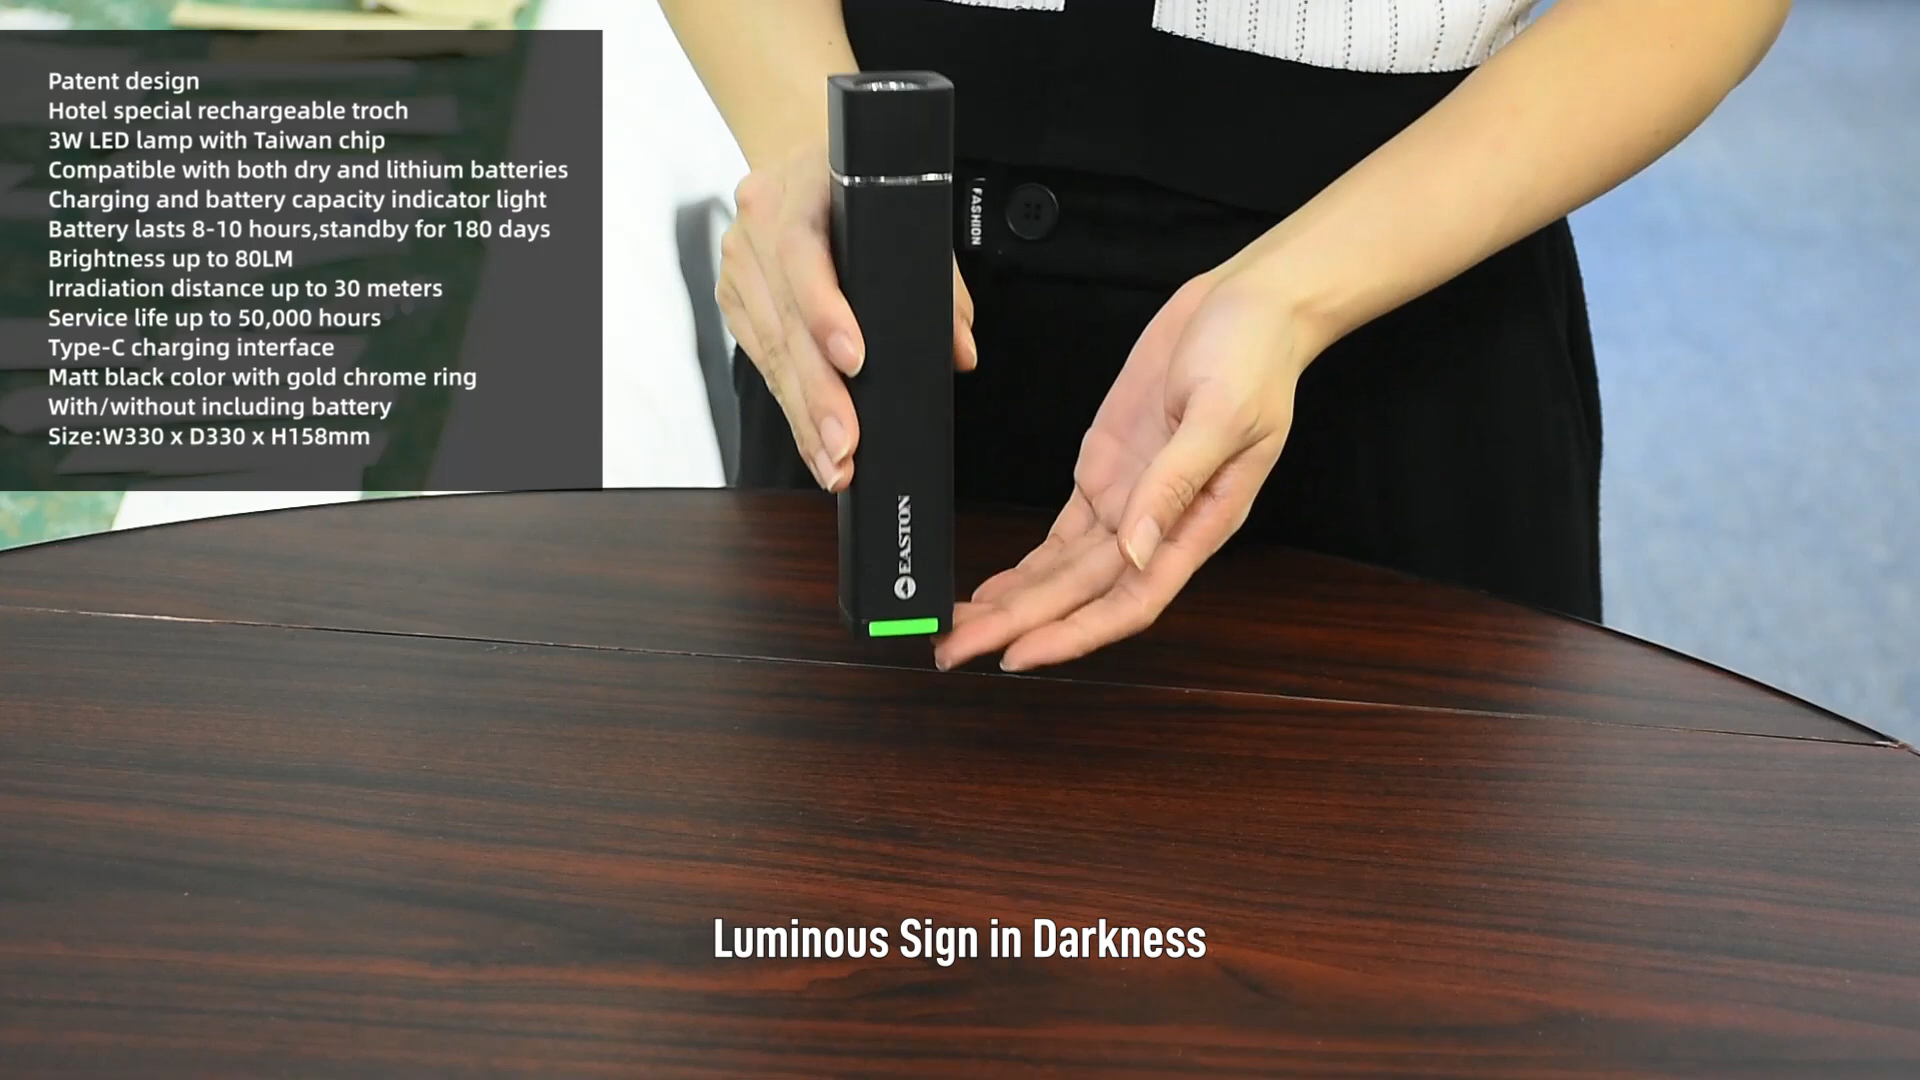 Patent design
Hotel special rechargeable troch
3W LED lamp with Taiwan chip
Compatible with both dry and lithium batteries
Charging and battery capacity indicator light
Battery lasts 8-10 hours,standby for 180 days
Brightness up to 80LM
Irradiation distance up to 30 meters
Service life up to 50,000 hours
Type-C charging interface
Matt black color with gold chrome ring
With/without including battery
Size:W330 x D330 x H158mm
FASHION
EASTON
Luminous Sign in Darkness